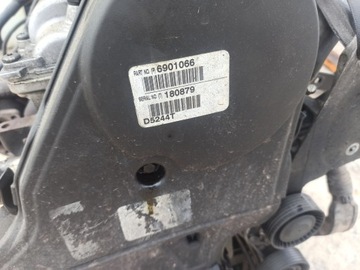 PART NO (P) 6901066
SERIAL NO (T) 180879
D5244T